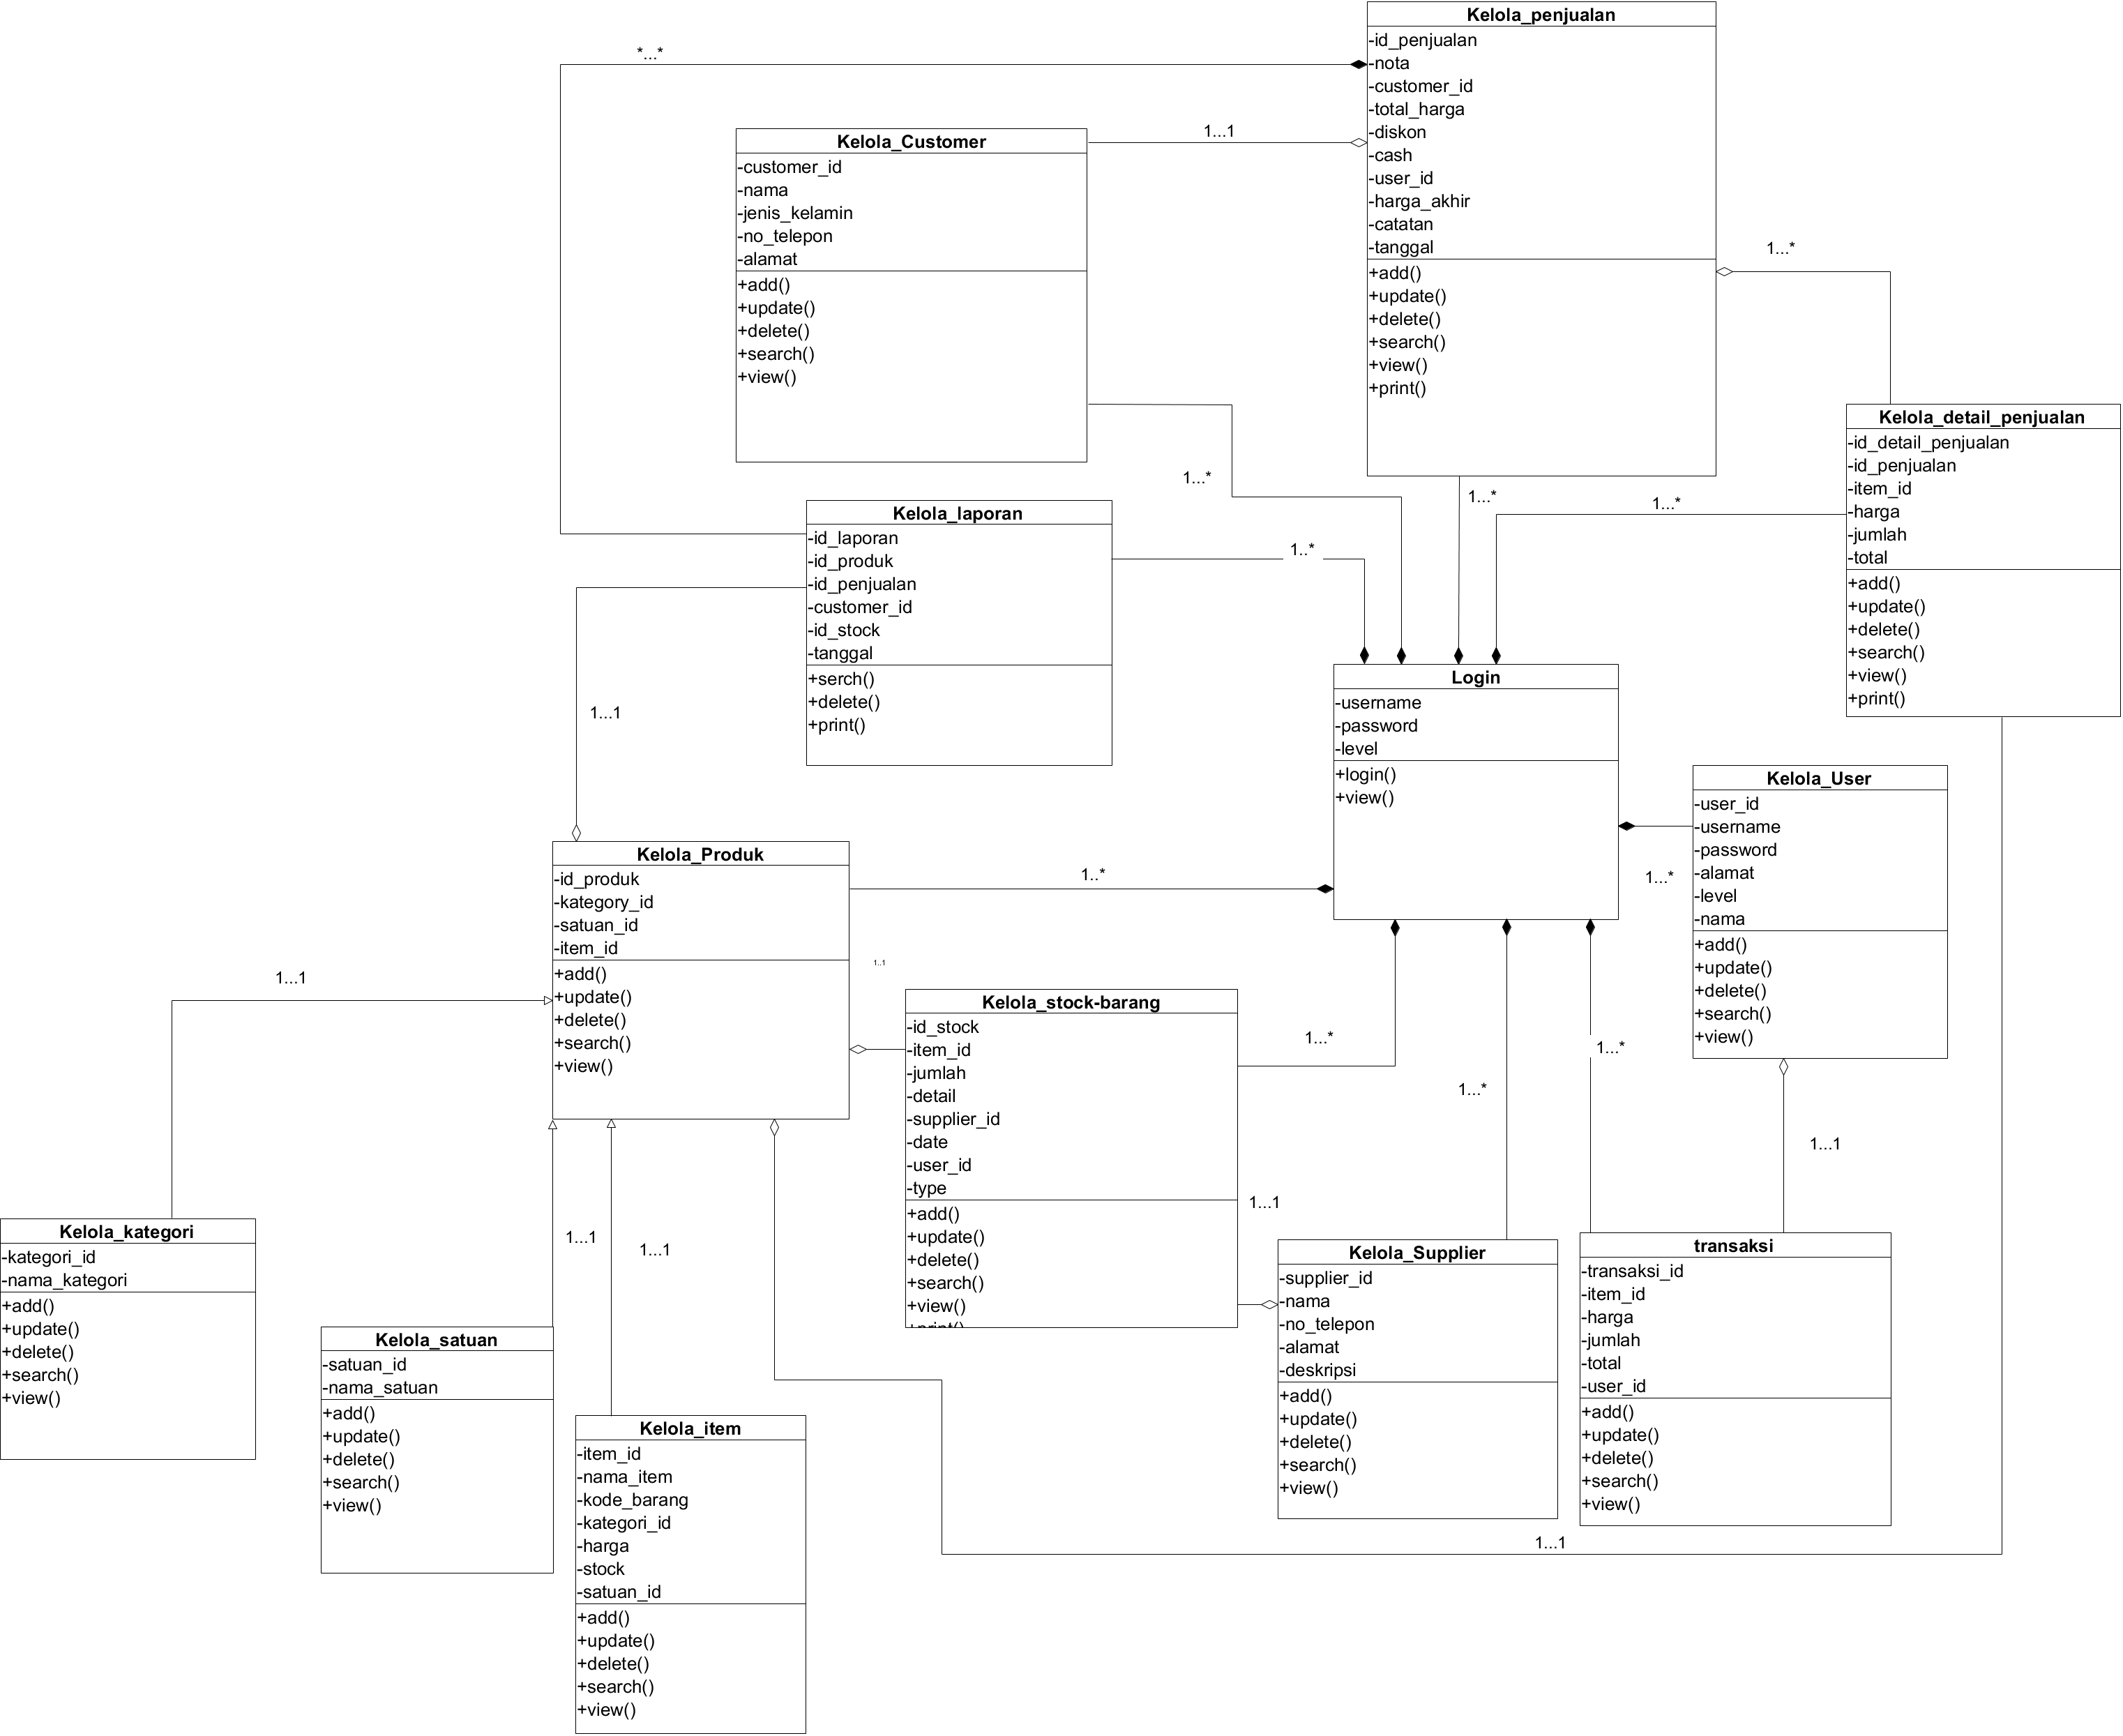 Kelola_penjualan
-id_penjualan
-nota
-customer_id
-total_harga
-diskon
-cash
-user_id
-harga_akhir
-catatan
-tanggal
+add()
+update()
+delete()
+search()
+view()
+print()
*...*
1...1
Kelola_Customer
-customer_id
-nama
-jenis_kelamin
-no_telepon
-alamat
+add()
+update()
+delete()
+search()
+view()
1...*
Kelola_detail_penjualan
-id_detail_penjualan
-id_penjualan
-item_id
-harga
-jumlah
-total
+add()
+update()
+delete()
+search()
+view()
+print()
1...*
1...*
1...*
1..*
Kelola_laporan
-id_laporan
-id_produk
-id_penjualan
-customer_id
-id_stock
-tanggal
+serch()
+delete()
+print()
1...1
Login
-username
-password
-level
+login()
+view()
Kelola_User
-user_id
-username
-password
-alamat
-level
-nama
+add()
+update()
+delete()
+search()
+view()
1...*
Kelola_Produk
-id_produk
-kategory_id
-satuan_id
-item_id
+add()
+update()
+delete()
+search()
+view()
1..*
1..1
1...1
Kelola_stock-barang
-id_stock
-item_id
-jumlah
-detail
-supplier_id
-date
-user_id
-type
+add()
+update()
+delete()
+search()
+view()
+print()
1...*
1...*
1...*
1...1
1...1
Kelola_kategori
-kategori_id
-nama_kategori
+add()
+update()
+delete()
+search()
+view()
1...1
1...1
Kelola_satuan
-satuan_id
-nama_satuan
+add()
+update()
+delete()
+search()
+view()
Kelola_item
-item_id
-nama_item
-kode_barang
-kategori_id
-harga
-stock
-satuan_id
+add()
+update()
+delete()
+search()
+view()
Kelola_Supplier
-supplier_id
-nama
-no_telepon
-alamat
-deskripsi
+add()
+update()
+delete()
+search()
+view()
transaksi
-transaksi_id
-item_id
-harga
-jumlah
-total
-user_id
+add()
+update()
+delete()
+search()
+view()
1...1